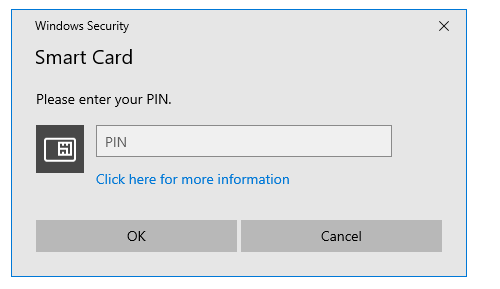 Windows Security
Smart Card
Please enter your PIN.
PIN
Click here for more information
OK
Cancel